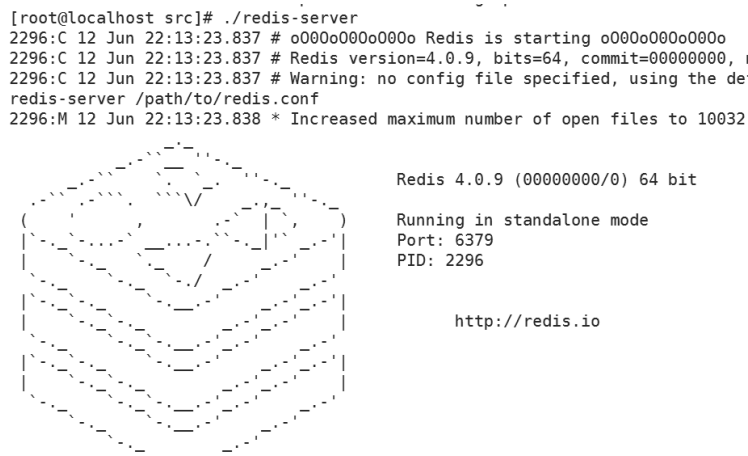 [root@localhost src]# ./redis-server
2296:C 12 Jun 22:13:23.837 # oO0OoO0OoO0Oo Redis is starting oO0OoO0OoO0Oo
2296:C 12 Jun 22:13:23.837 # Redis version=4.0.9, bits=64, commit=00000000,
2296:C 12 Jun 22:13:23.837 # Warning: no config file specified, using the
redis-server /path/to/redis.conf
2296:M 12 Jun 22:13:23.838 * Increased maximum number of open files to 10032
Redis 4.0.9 (00000000/0) 64 bit
Running in standalone mode
Port: 6379
PID: 2296
http://redis.io